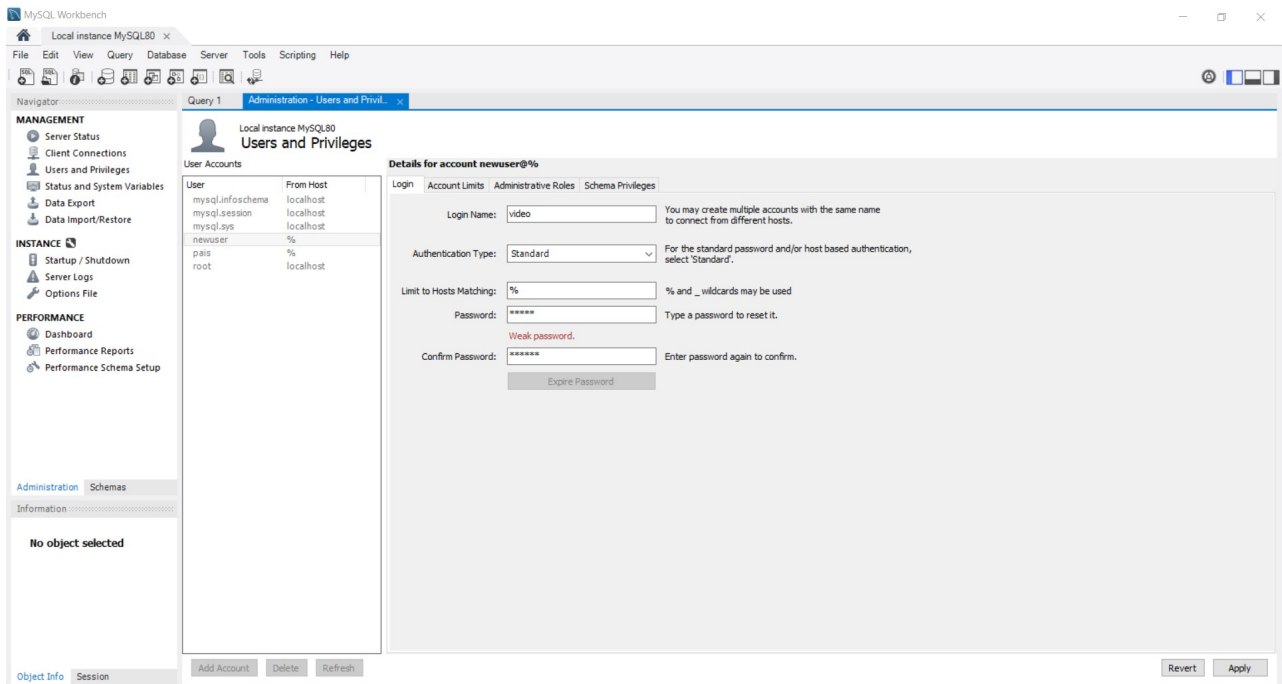 MySQL Workbench
Local instance MySQL80
File Edit View Query Database Server Tools Scripting Help
Navigator
MANAGEMENT
Server Status
Client Connections
Users and Privileges
Status and System Variables
Data Export
Data Import/Restore
INSTANCE
Startup / Shutdown
Server Logs
Options File
PERFORMANCE
Dashboard
Performance Reports
Performance Schema Setup
Administration Schemas
Information
No object selected
Object Info Session
Query 1 Administration - Users and Privil...
Local instance MySQL80
Users and Privileges
User Accounts
User From Host
mysql.infoschema localhost
mysql.session localhost
mysql.sys localhost
newuser %
pais %
root localhost
Add Account Delete Refresh
Details for account newuser@%
Login Account Limits Administrative Roles Schema Privileges
Login Name: video You may create multiple accounts with the same name
to connect from different hosts.
Authentication Type: Standard For the standard password and/or host based authentication,
select 'Standard'.
Limit to Hosts Matching: % % and _ wildcards may be used
Password: ***** Type a password to reset it.
Weak password.
Confirm Password: ****** Enter password again to confirm.
Expire Password
Revert Apply